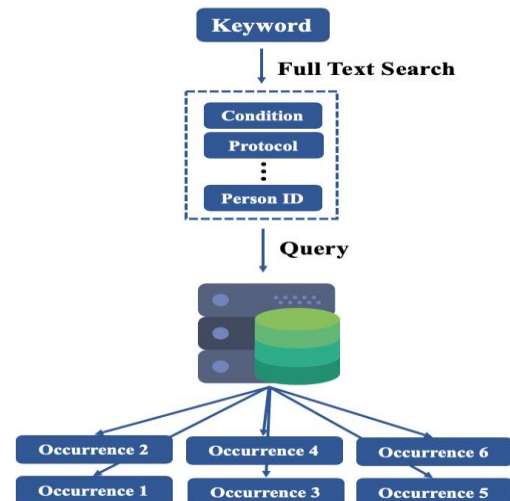 Keyword
Full Text Search
Condition
Protocol
Person ID
Query
Occurrence 2
Occurrence 4
Occurrence 6
Occurrence 1
Occurrence 3
Occurrence 5